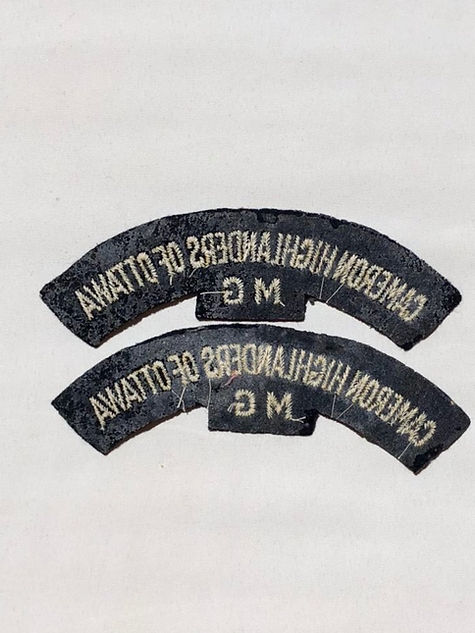 CAMERON HIGHLANDERS OF OTTAWA
M G
CAMERON HIGHLANDERS OF OTTAWA
M G